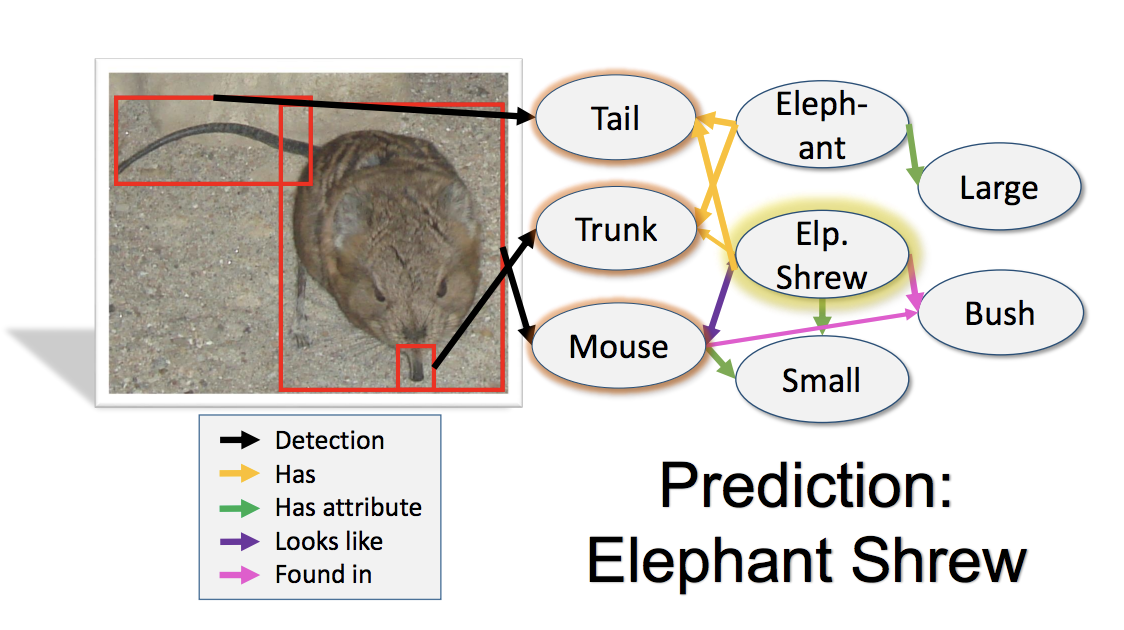 Tail
Eleph-
ant
Large
Trunk
Elp.
Shrew
Bush
Mouse
Small
Detection
Has
Has attribute
Looks like
Found in
Prediction:
Elephant Shrew